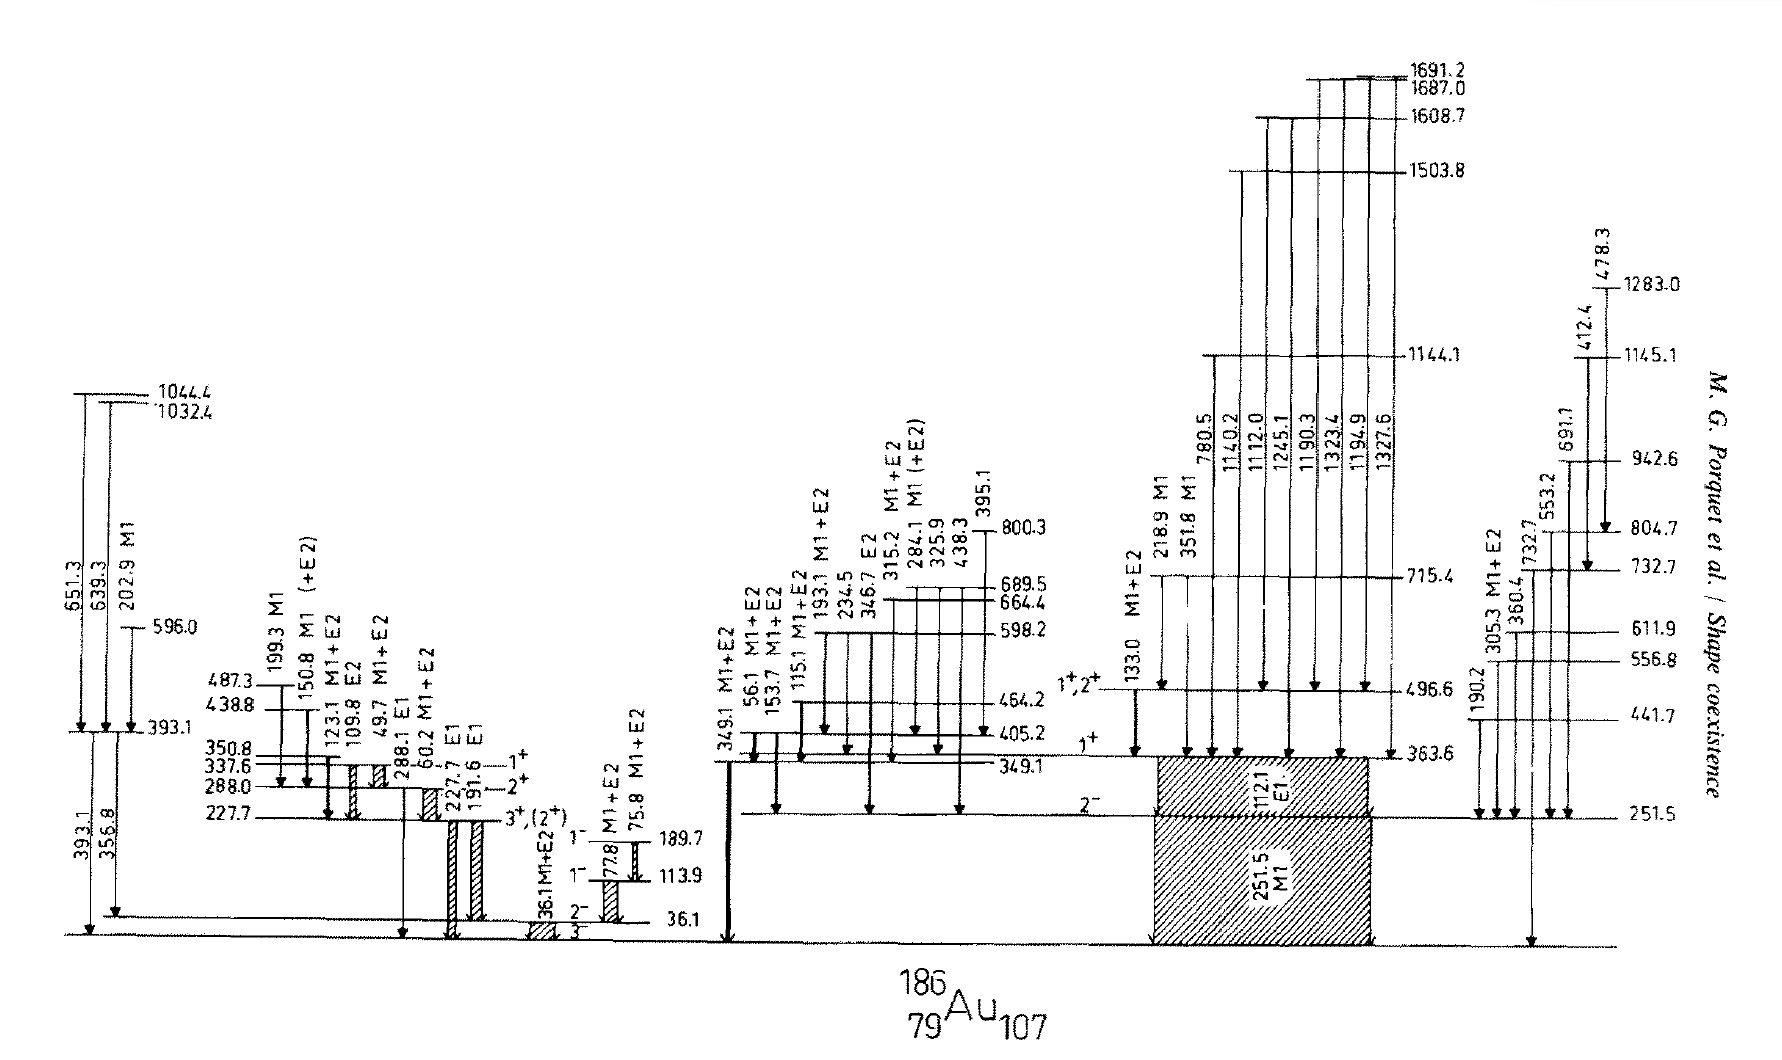 1691.2
1687.0
1608.7
1503.8
478.3
1283.0
412.4
1144.1
1145.1
M. G. Porquet et al. / Shape coexistence
1044.4
1032.4
780.5
1140.2
1112.0
1245.1
1190.3
1323.4
1194.9
1327.6
691.1
942.6
651.3
639.3
202.9 M1
193.1 M1+E2
234.5
346.7 E2
315.2 M1+E2
284.1 M1(+E2)
325.9
438.3
395.1
800.3
218.9 M1
351.8 M1
553.2
804.7
732.7
732.7
715.4
596.0
689.5
664.4
598.2
133.0 M1+E2
305.3 M1+E2
360.4
611.9
556.8
199.3 M1
150.8 M1 (+E2)
123.1 M1+E2
109.8 E2
49.7 M1+E2
288.1 E1
60.2 M1+E2
349.1 M1+E2
56.1 M1+E2
153.7 M1+E2
115.1 M1+E2
487.3
438.8
464.2
1⁺,2⁺
496.6
190.2
441.7
393.1
405.2
350.8
337.6
1⁺
1⁺
363.6
349.1
288.0
2⁺
227.7 E1
191.6 E1
227.7
3⁺,(2⁺)
2⁻
112.1
E1
251.5
393.1
356.8
36.1 M1+E2
77.8 M1+E2
75.8 M1+E2
1⁻
189.7
1⁻
113.9
251.5
M1
2⁻
36.1
3⁻
186
79Au107